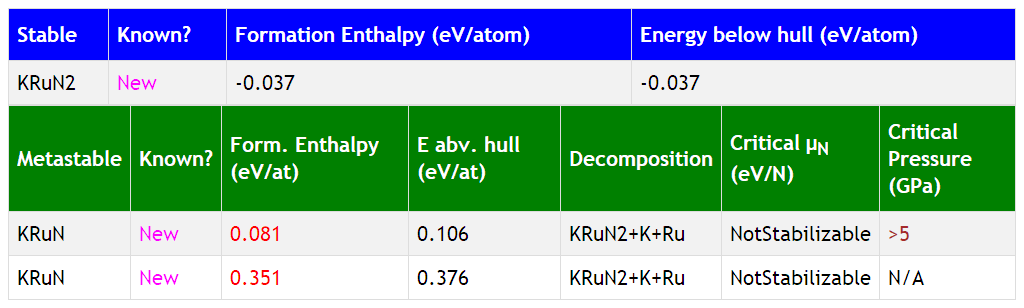 Stable Known? Formation Enthalpy (eV/atom) Energy below hull (eV/atom)
KRuN2 New -0.037 -0.037
Metastable Known? Form. Enthalpy (eV/at) E abv. hull (eV/at) Decomposition Critical μN (eV/N) Critical Pressure (GPa)
KRuN New 0.081 0.106 KRuN2+K+Ru NotStabilizable >5
KRuN New 0.351 0.376 KRuN2+K+Ru NotStabilizable N/A